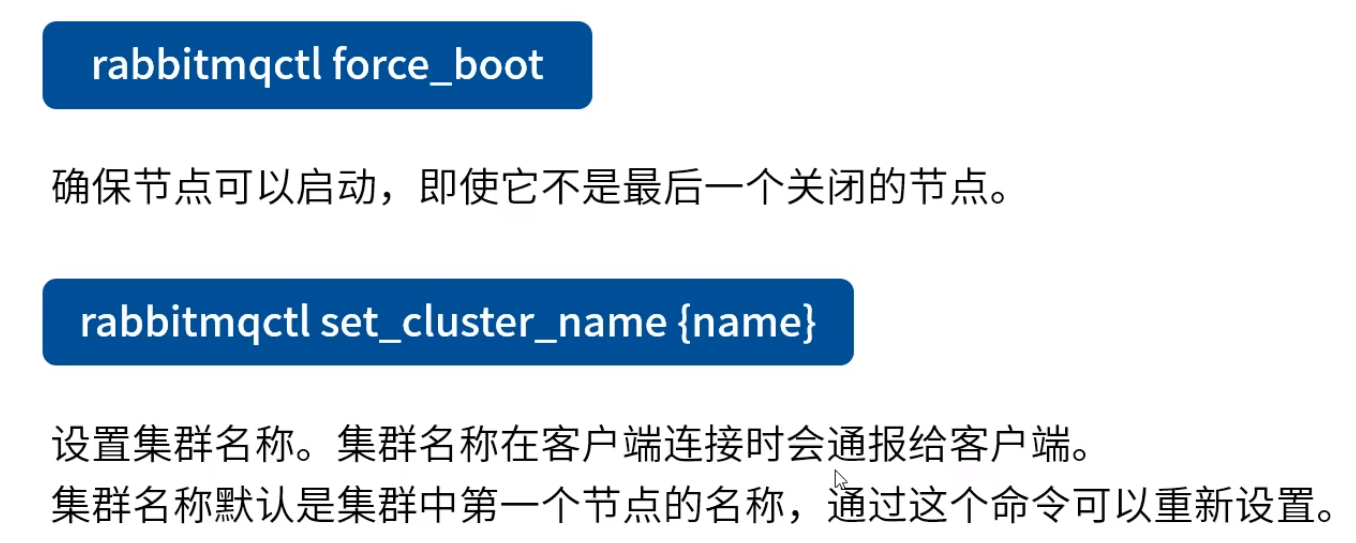 rabbitmqctl force_boot
确保节点可以启动，即使它不是最后一个关闭的节点。
rabbitmqctl set_cluster_name {name}
设置集群名称。集群名称在客户端连接时会通报给客户端。
集群名称默认是集群中第一个节点的名称，通过这个命令可以重新设置。